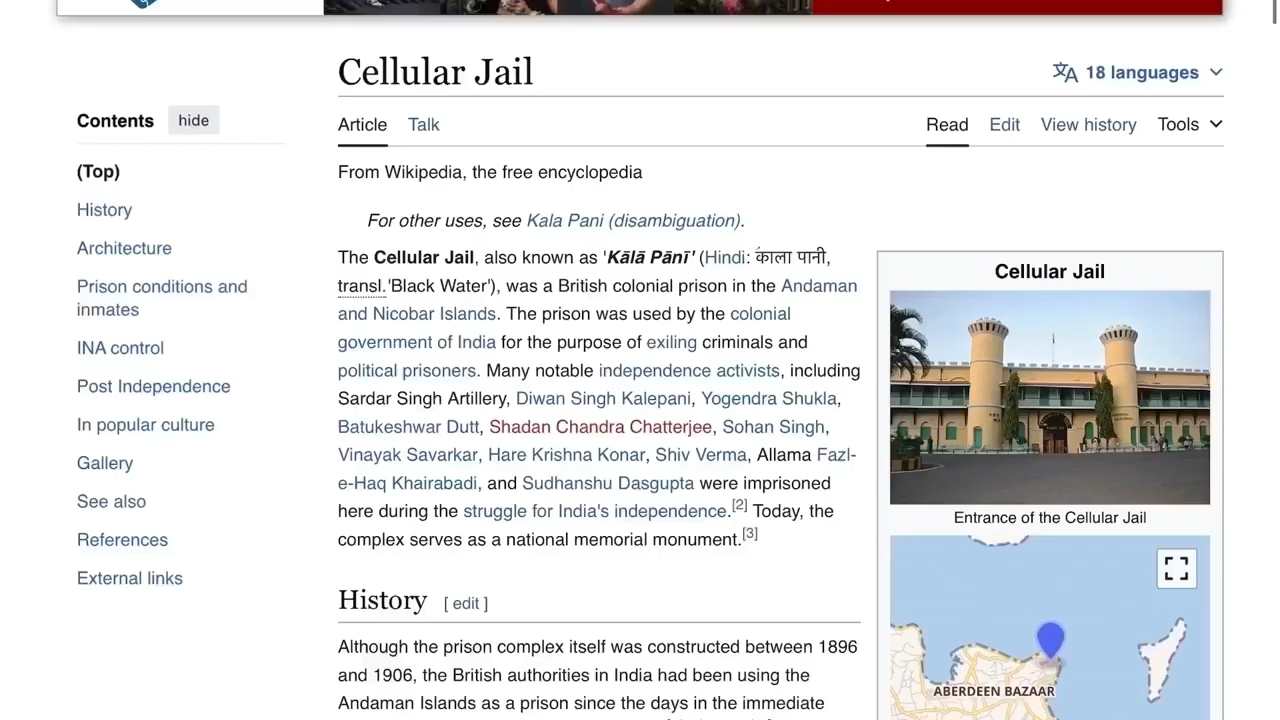 Cellular Jail
18 languages
Contents hide
(Top)
History
Architecture
Prison conditions and
inmates
INA control
Post Independence
In popular culture
Gallery
See also
References
External links
Article Talk Read Edit View history Tools
From Wikipedia, the free encyclopedia
For other uses, see Kala Pani (disambiguation).
The Cellular Jail, also known as 'Kālā Pānī' (Hindi: काला पानी,
transl. 'Black Water'), was a British colonial prison in the Andaman
and Nicobar Islands. The prison was used by the colonial
government of India for the purpose of exiling criminals and
political prisoners. Many notable independence activists, including
Sardar Singh Artillery, Diwan Singh Kalepani, Yogendra Shukla,
Batukeshwar Dutt, Shadan Chandra Chatterjee, Sohan Singh,
Vinayak Savarkar, Hare Krishna Konar, Shiv Verma, Allama Fazl-
e-Haq Khairabadi, and Sudhanshu Dasgupta were imprisoned
here during the struggle for India's independence.[2] Today, the
complex serves as a national memorial monument.[3]
History [ edit ]
Although the prison complex itself was constructed between 1896
and 1906, the British authorities in India had been using the
Andaman Islands as a prison since the days in the immediate
Cellular Jail
Entrance of the Cellular Jail
ABERDEEN BAZAAR